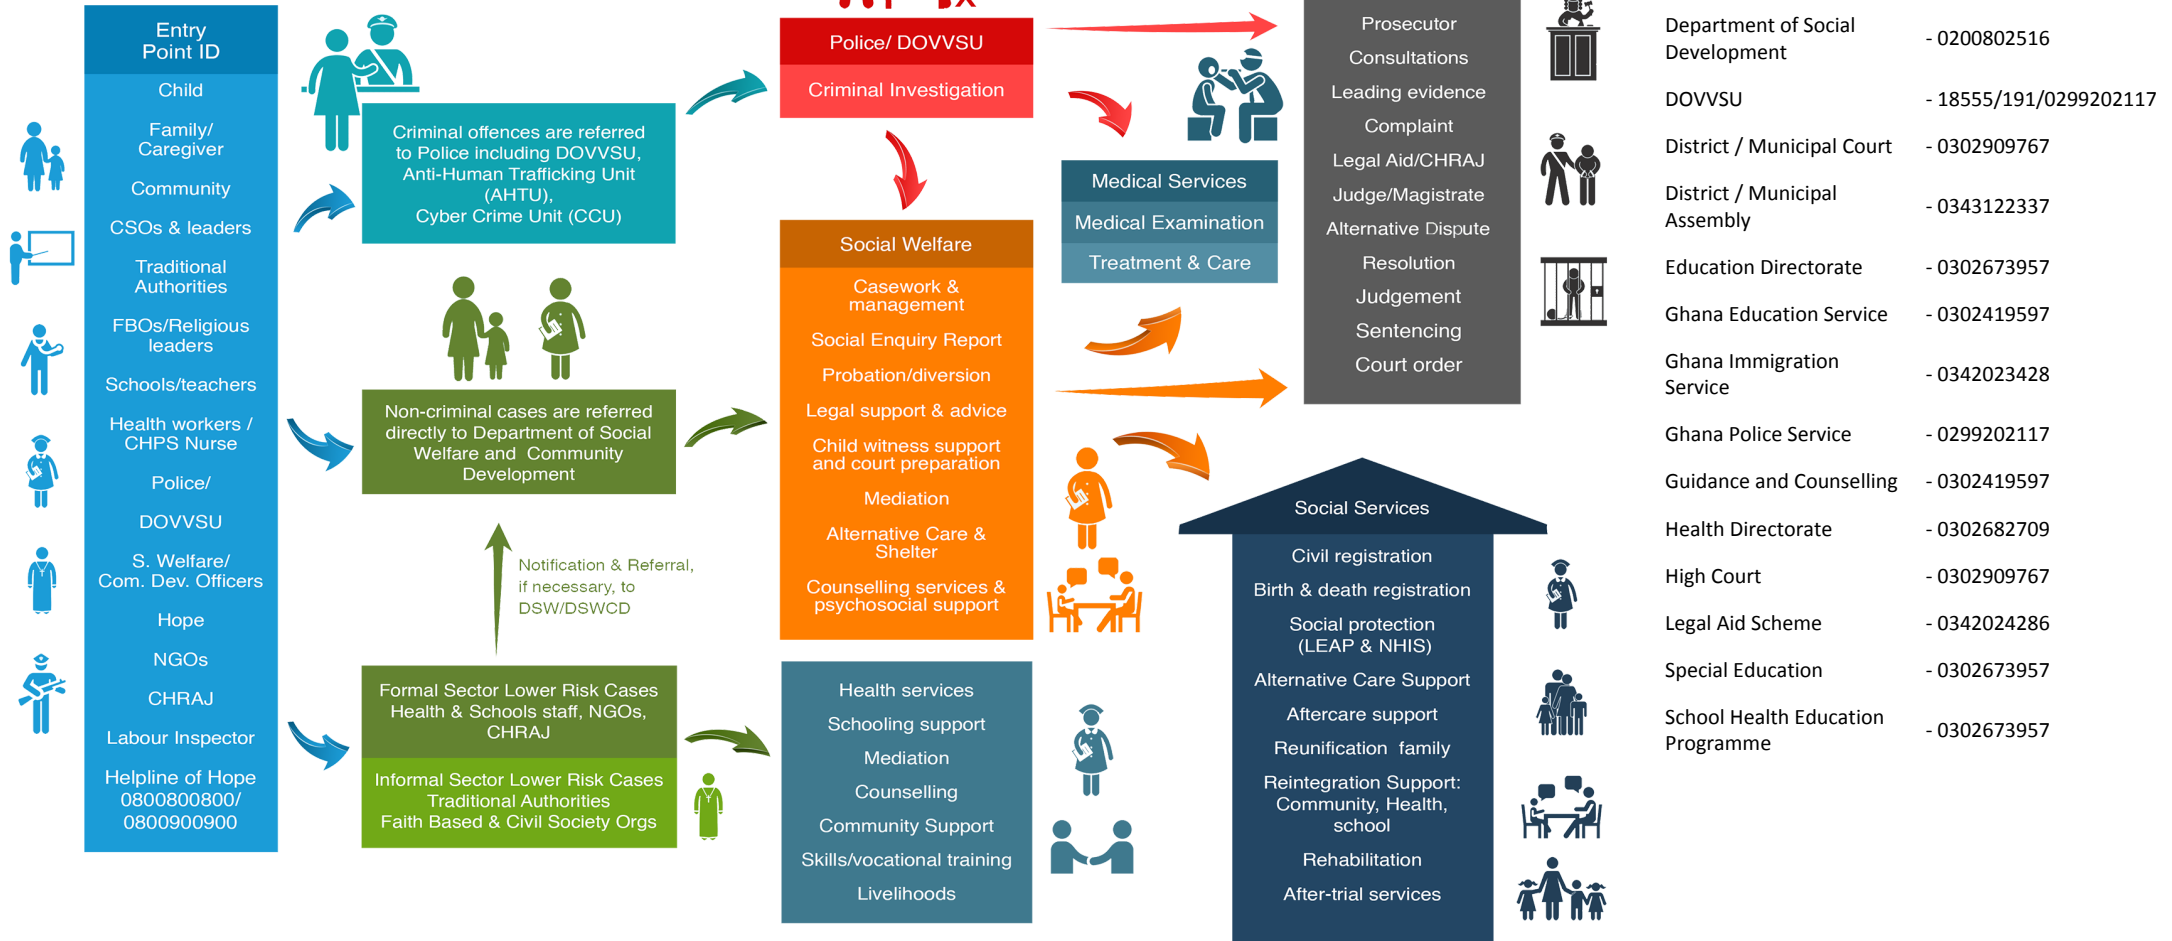 Entry
Point ID
Child
Family/
Caregiver
Community
CSOs & leaders
Traditional
Authorities
FBOs/Religious
leaders
Schools/teachers
Health workers /
CHPS Nurse
Police/
DOVVSU
S. Welfare/
Com. Dev. Officers
Hope
NGOs
CHRAJ
Labour Inspector
Helpline of Hope
0800800800/
0800900900
Criminal offences are referred
to Police including DOVVSU,
Anti-Human Trafficking Unit
(AHTU),
Cyber Crime Unit (CCU)
Non-criminal cases are referred
directly to Department of Social
Welfare and Community
Development
Notification & Referral,
if necessary, to
DSW/DSWCD
Formal Sector Lower Risk Cases
Health & Schools staff, NGOs,
CHRAJ
Informal Sector Lower Risk Cases
Traditional Authorities
Faith Based & Civil Society Orgs
Police/ DOVVSU
Criminal Investigation
Social Welfare
Casework &
management
Social Enquiry Report
Probation/diversion
Legal support & advice
Child witness support
and court preparation
Mediation
Alternative Care &
Shelter
Counselling services &
psychosocial support
Health services
Schooling support
Mediation
Counselling
Community Support
Skills/vocational training
Livelihoods
Medical Services
Medical Examination
Treatment & Care
Prosecutor
Consultations
Leading evidence
Complaint
Legal Aid/CHRAJ
Judge/Magistrate
Alternative Dispute
Resolution
Judgement
Sentencing
Court order
Social Services
Civil registration
Birth & death registration
Social protection
(LEAP & NHIS)
Alternative Care Support
Aftercare support
Reunification family
Reintegration Support:
Community, Health,
school
Rehabilitation
After-trial services
Department of Social
Development - 0200802516
DOVVSU - 18555/191/0299202117
District / Municipal Court - 0302909767
District / Municipal
Assembly - 0343122337
Education Directorate - 0302673957
Ghana Education Service - 0302419597
Ghana Immigration
Service - 0342023428
Ghana Police Service - 0299202117
Guidance and Counselling - 0302419597
Health Directorate - 0302682709
High Court - 0302909767
Legal Aid Scheme - 0342024286
Special Education - 0302673957
School Health Education
Programme - 0302673957